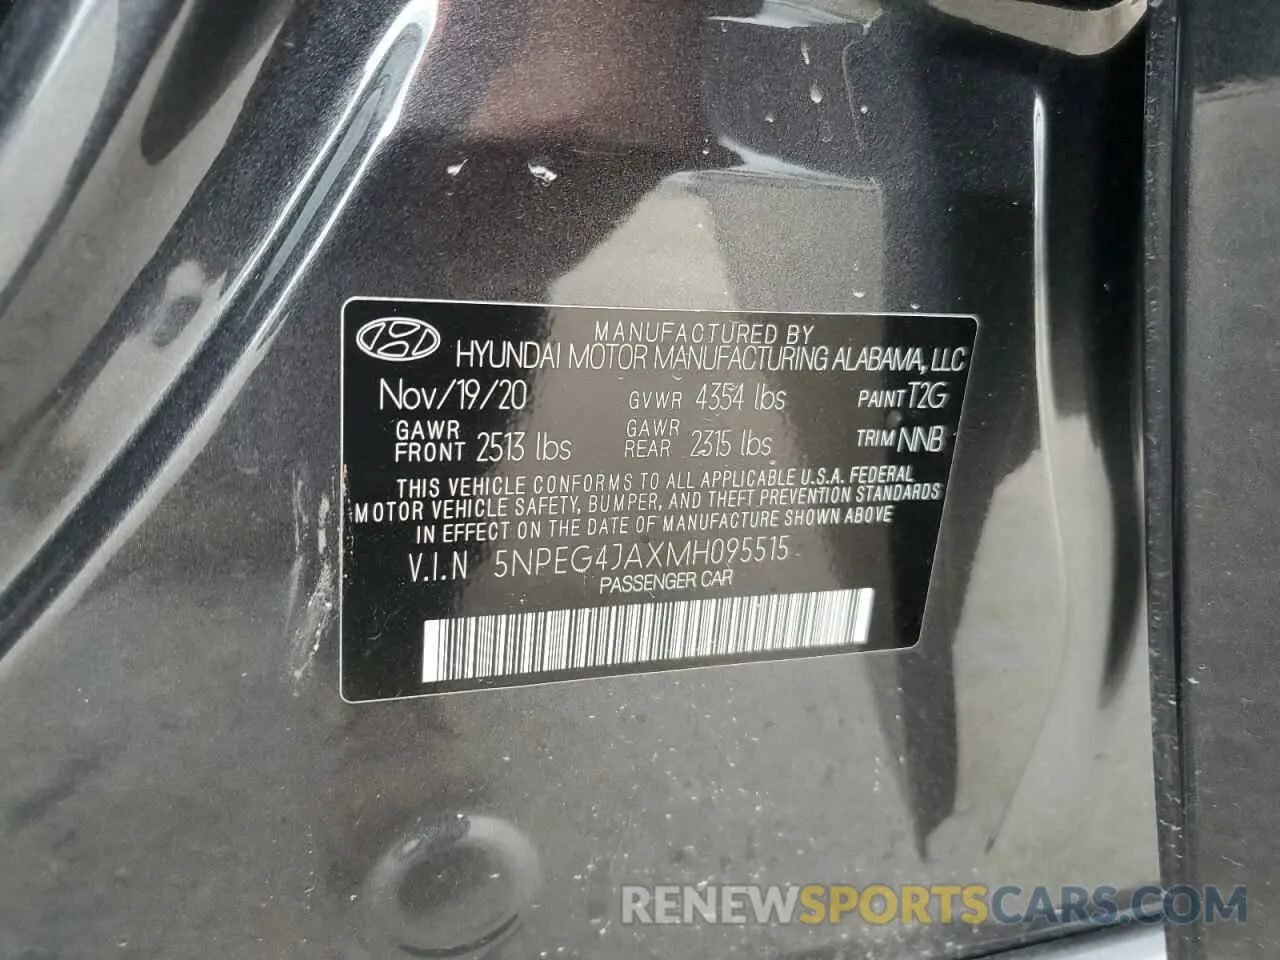 MANUFACTURED BY
HYUNDAI MOTOR MANUFACTURING ALABAMA, LLC
Nov/19/20 GVWR 4354 lbs PAINT T2G
GAWR FRONT 2513 lbs GAWR REAR 2315 lbs TRIM NNB
THIS VEHICLE CONFORMS TO ALL APPLICABLE U.S.A. FEDERAL
MOTOR VEHICLE SAFETY, BUMPER, AND THEFT PREVENTION STANDARDS
IN EFFECT ON THE DATE OF MANUFACTURE SHOWN ABOVE
V.I.N 5NPEG4JAXMH095515
PASSENGER CAR
RENEWSPORTSCARS.COM